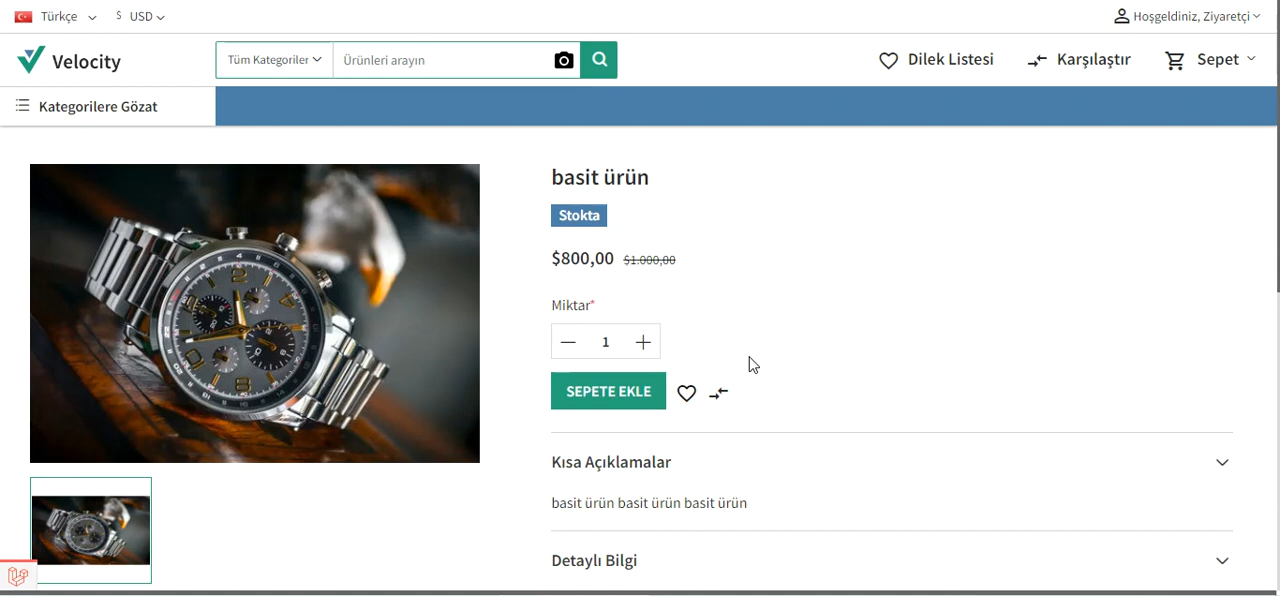 Türkçe
$ USD
Hoşgeldiniz, Ziyaretçi
Velocity
Tüm Kategoriler
Ürünleri arayın
Dilek Listesi
Karşılaştır
Sepet
Kategorilere Gözat
basit ürün
Stokta
$800,00 $1.000,00
Miktar*
1
SEPETE EKLE
Kısa Açıklamalar
basit ürün basit ürün basit ürün
Detaylı Bilgi